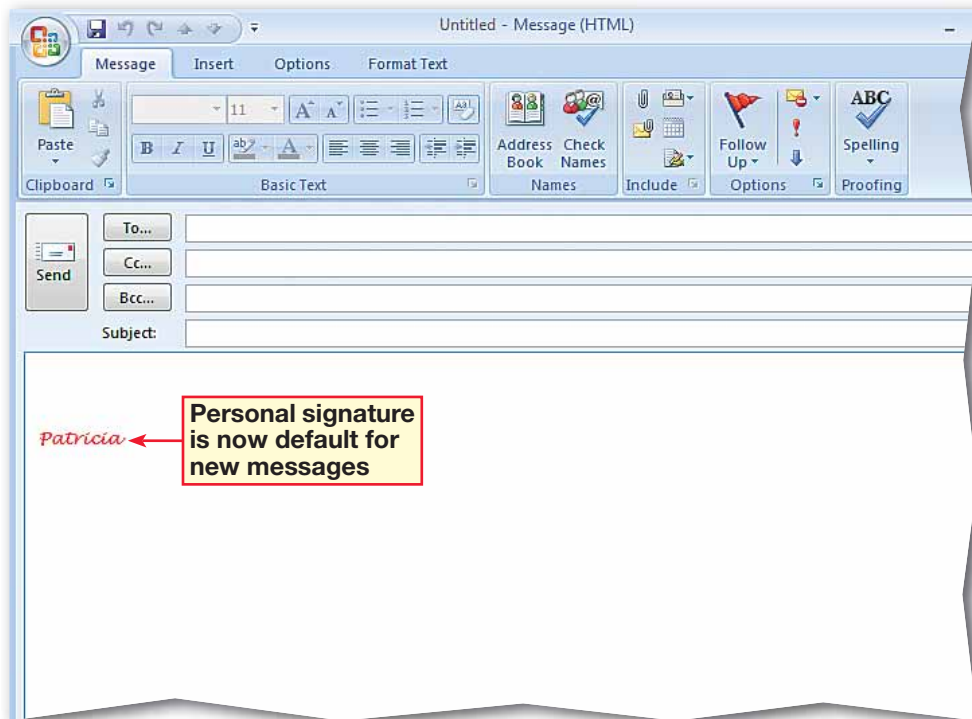 Untitled - Message (HTML)
Message Insert Options Format Text
Paste
11
A A
B I U ab A
Address Book
Check Names
Follow Up
ABC
Spelling
Clipboard Basic Text Names Include Options Proofing
To...
Cc...
Send
Bcc...
Subject:
Patricia
Personal signature
is now default for
new messages